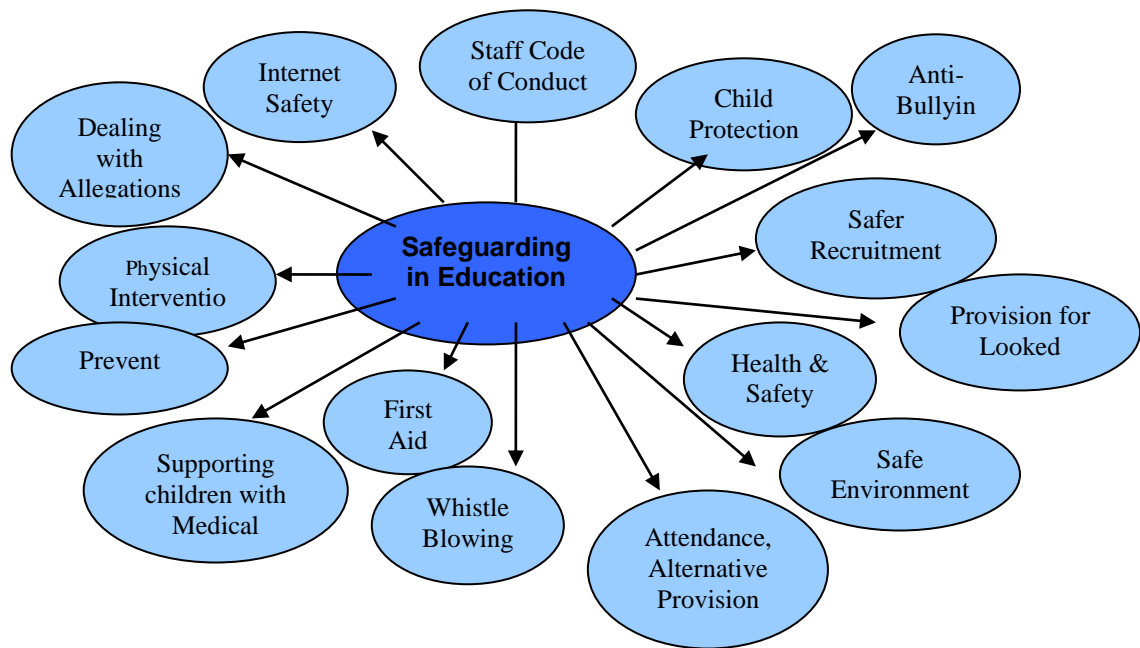 Staff Code
of Conduct
Internet
Safety
Anti-
Bullyin
Child
Protection
Dealing
with
Allegations
Safer
Recruitment
Safeguarding
in Education
Physical
Interventio
Provision for
Looked
Prevent
Health &
Safety
First
Aid
Supporting
children with
Medical
Safe
Environment
Whistle
Blowing
Attendance,
Alternative
Provision